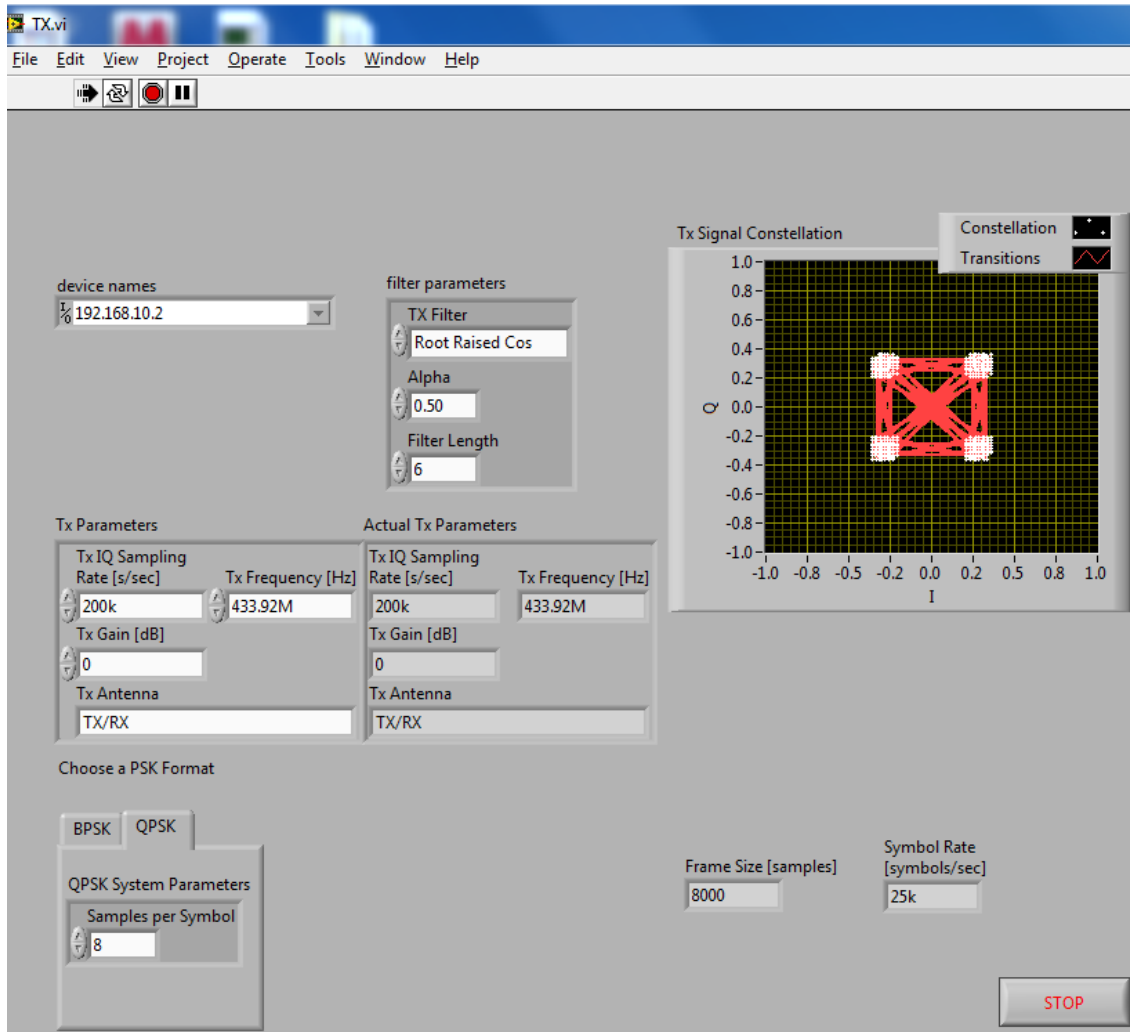 TX.vi
File Edit View Project Operate Tools Window Help
device names
192.168.10.2
filter parameters
TX Filter
Root Raised Cos
Alpha
0.50
Filter Length
6
Tx Signal Constellation
Constellation
Transitions
1.0
0.8
0.6
0.4
0.2
0.0
-0.2
-0.4
-0.6
-0.8
-1.0
Q
-1.0 -0.8 -0.5 -0.2 0.0 0.2 0.5 0.8 1.0
I
Tx Parameters
Tx IQ Sampling
Rate [s/sec] Tx Frequency [Hz]
200k 433.92M
Tx Gain [dB]
0
Tx Antenna
TX/RX
Actual Tx Parameters
Tx IQ Sampling
Rate [s/sec] Tx Frequency [Hz]
200k 433.92M
Tx Gain [dB]
0
Tx Antenna
TX/RX
Choose a PSK Format
BPSK QPSK
QPSK System Parameters
Samples per Symbol
8
Frame Size [samples]
8000
Symbol Rate
[symbols/sec]
25k
STOP